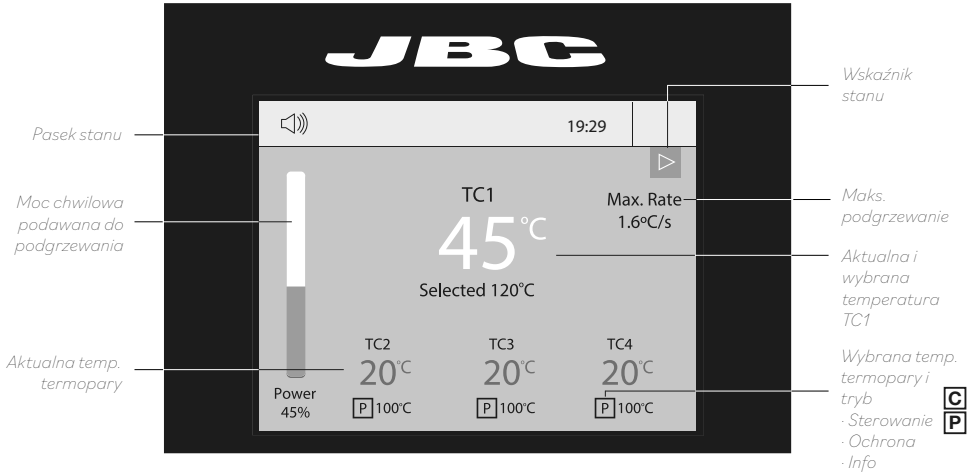 JBC
Pasek stanu
Moc chwilowa
podawana do
podgrzewania
Aktualna temp.
termopary
19:29
TC1
45°C
Selected 120°C
Max. Rate
1.6ºC/s
Power
45%
TC2
20°C
P 100°C
TC3
20°C
P 100°C
TC4
20°C
P 100°C
Wskaźnik
stanu
Maks.
podgrzewanie
Aktualna i
wybrana
temperatura
TC1
Wybrana temp.
termopary i
tryb C
· Sterowanie P
· Ochrona
· Info